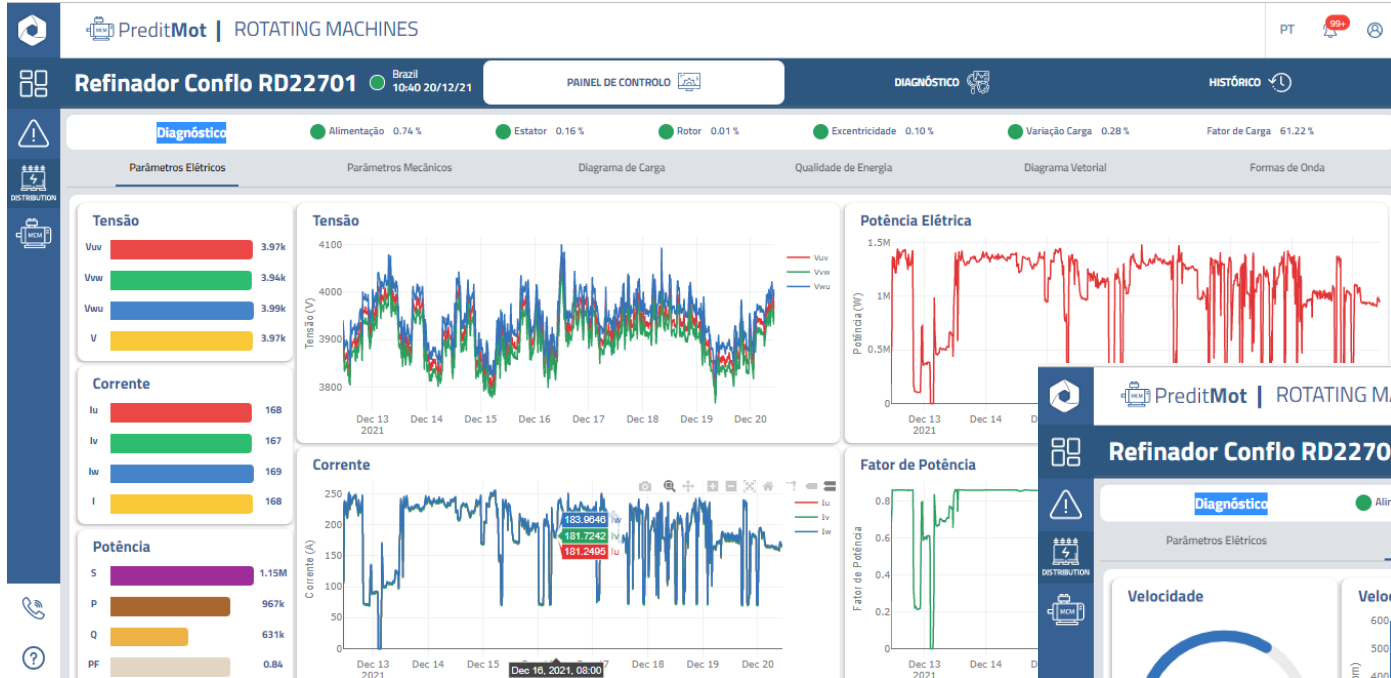 PreditMot | ROTATING MACHINES
PT
99+
Refinador Conflo RD22701
Brazil
10:40 20/12/21
PAINEL DE CONTROLO
DIAGNÓSTICO
HISTÓRICO
Diagnóstico
Alimentação 0.74 %
Estator 0.16 %
Rotor 0.01 %
Excentricidade 0.10 %
Variação Carga 0.28 %
Fator de Carga 61.22 %
DISTRIBUTION
MCM
Parâmetros Elétricos
Parâmetros Mecânicos
Diagrama de Carga
Qualidade de Energia
Diagrama Vetorial
Formas de Onda
Tensão
Vuv 3.97k
Vvw 3.94k
Vwu 3.99k
V 3.97k
Corrente
Iu 168
Iv 167
Iw 169
I 168
Potência
S 1.15M
P 967k
Q 631k
PF 0.84
Tensão
Tensão (V)
4100
4000
3900
3800
Dec 13 Dec 14 Dec 15 Dec 16 Dec 17 Dec 18 Dec 19 Dec 20
2021
Vuv
Vvw
Vwu
Corrente
Corrente (A)
250
200
150
100
50
0
183.9646 Iw
181.7242 Iv
181.2495 Iu
Iu
Iv
Iw
Dec 13 Dec 14 Dec 15 7 Dec 18 Dec 19 Dec 20
2021
Dec 16, 2021, 08:00
Potência Elétrica
Potência (W)
1.5M
1M
0.5M
0
Dec 13 Dec 14 D
2021
Fator de Potência
Fator de Potência
0.8
0.6
0.4
0.2
0
Dec 13 Dec 14 D
2021
PreditMot | ROTATING MA
Refinador Conflo RD2270
Diagnóstico
Alim
DISTRIBUTION
MCM
Parâmetros Elétricos
Velocidade
Veloc
600
500
400